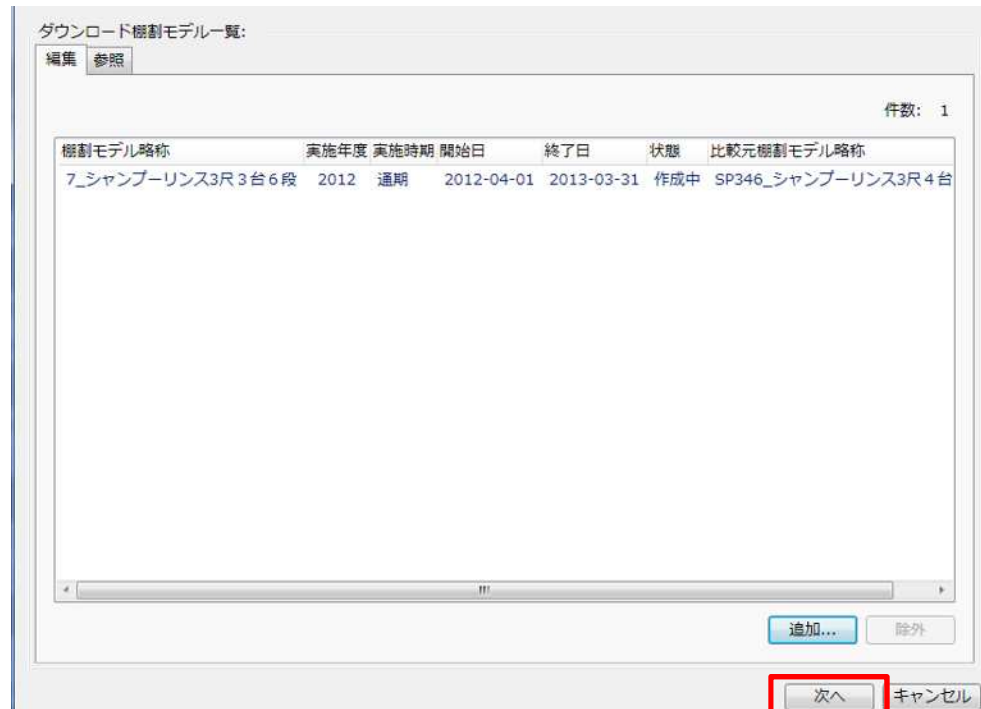 ダウンロード棚割モデル一覧:
編集 参照
件数: 1
棚割モデル略称 実施年度 実施時期 開始日 終了日 状態 比較元棚割モデル略称
7_シャンプーリンス3尺3台6段 2012 通期 2012-04-01 2013-03-31 作成中 SP346_シャンプーリンス3尺4台
追加... 除外
次へ キャンセル